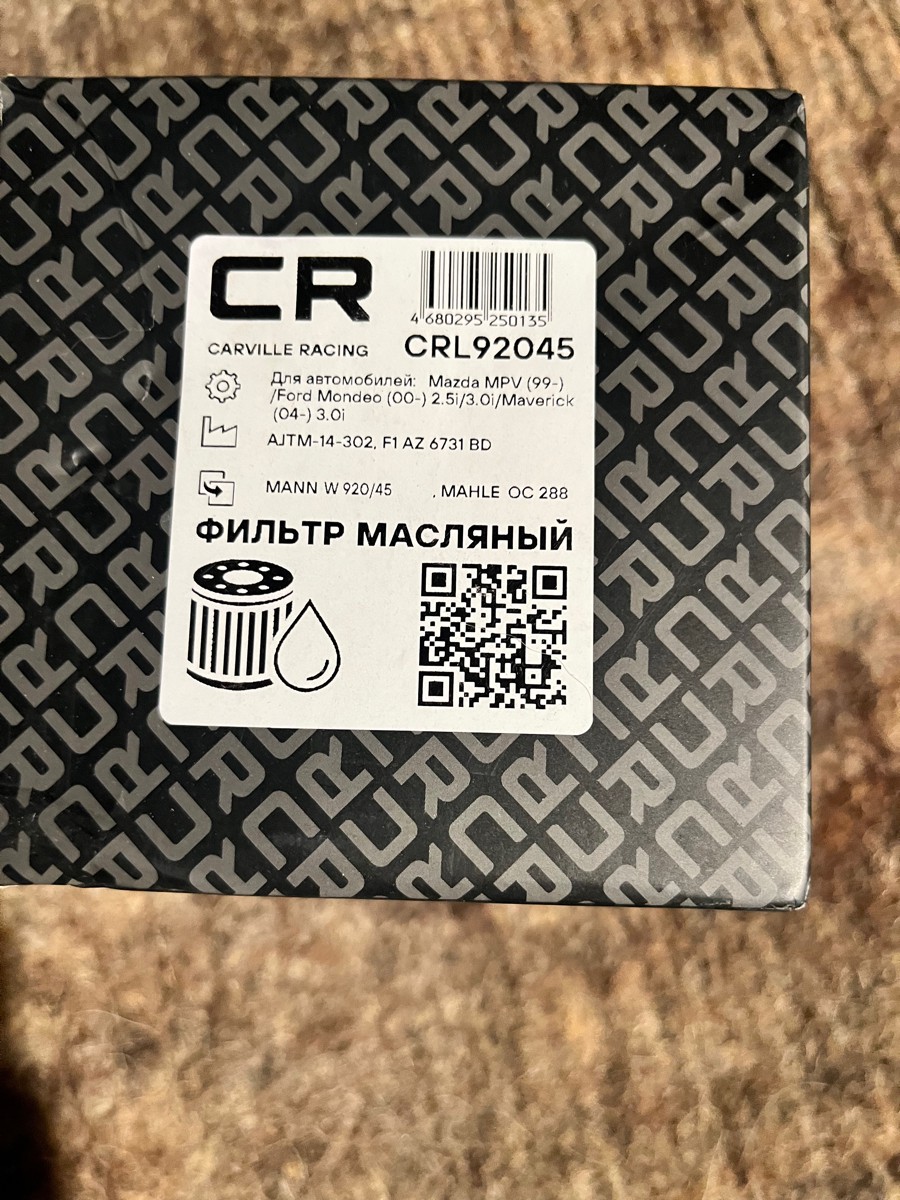 CR
4 680295 250135
CARVILLE RACING
CRL92045
Для автомобилей: Mazda MPV (99-)
/Ford Mondeo (00-) 2.5i/3.0i/Maverick
(04-) 3.0i
AJTM-14-302, F1 AZ 6731 BD
MANN W 920/45 , MAHLE OC 288
ФИЛЬТР МАСЛЯНЫЙ